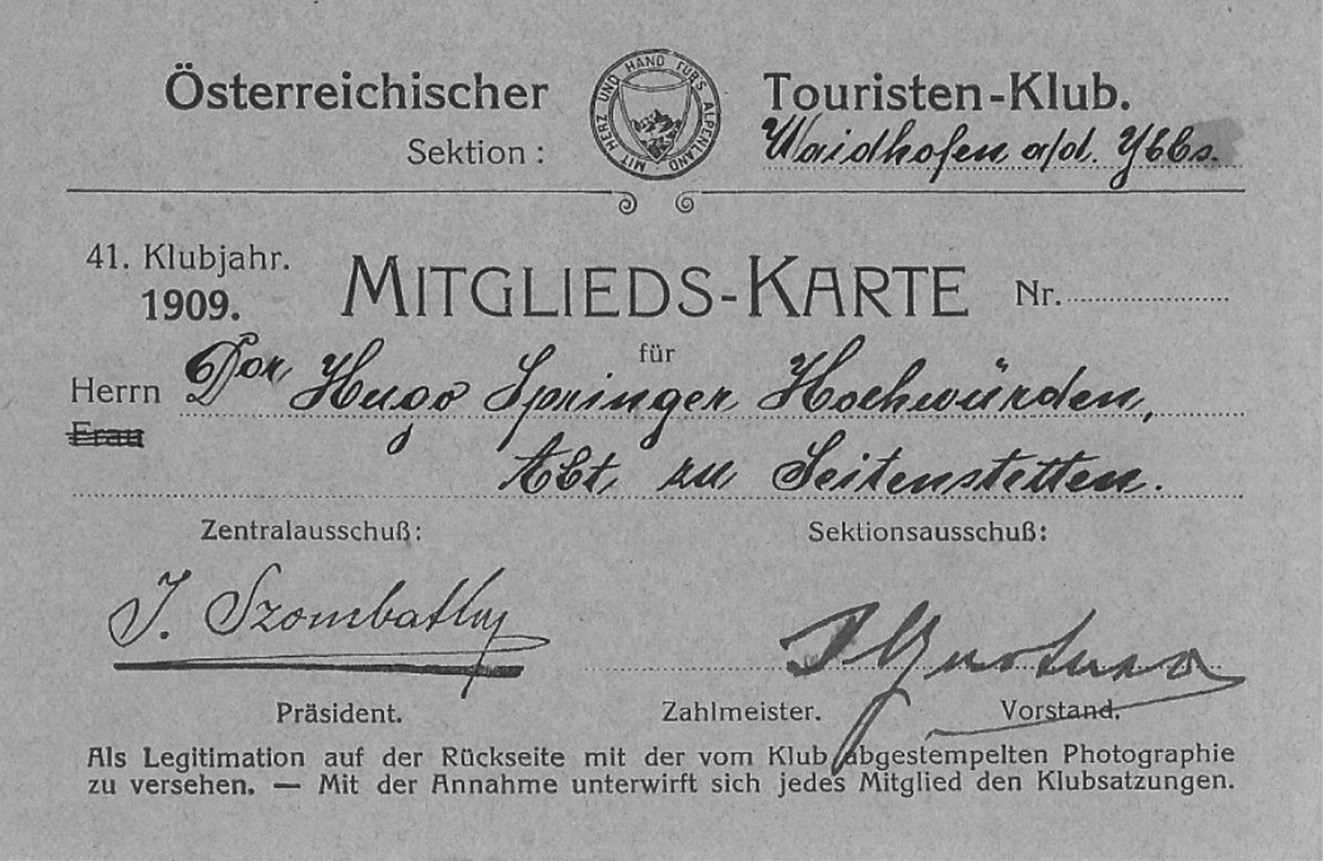 Österreichischer Touristen-Klub.
MIT HERZ UND HAND FÜR'S ALPENLAND
Sektion: Waidhofen a/d. Ybbs.
41. Klubjahr.
1909.
MITGLIEDS-KARTE Nr.
für
Herrn Dor Hugo Springer Hochwürden,
Frau
Abt zu Seitenstetten.
Zentralausschuß: Sektionsausschuß:
J. Szombathy
Präsident. Zahlmeister. Vorstand.
Als Legitimation auf der Rückseite mit der vom Klub abgestempelten Photographie
zu versehen. — Mit der Annahme unterwirft sich jedes Mitglied den Klubsatzungen.